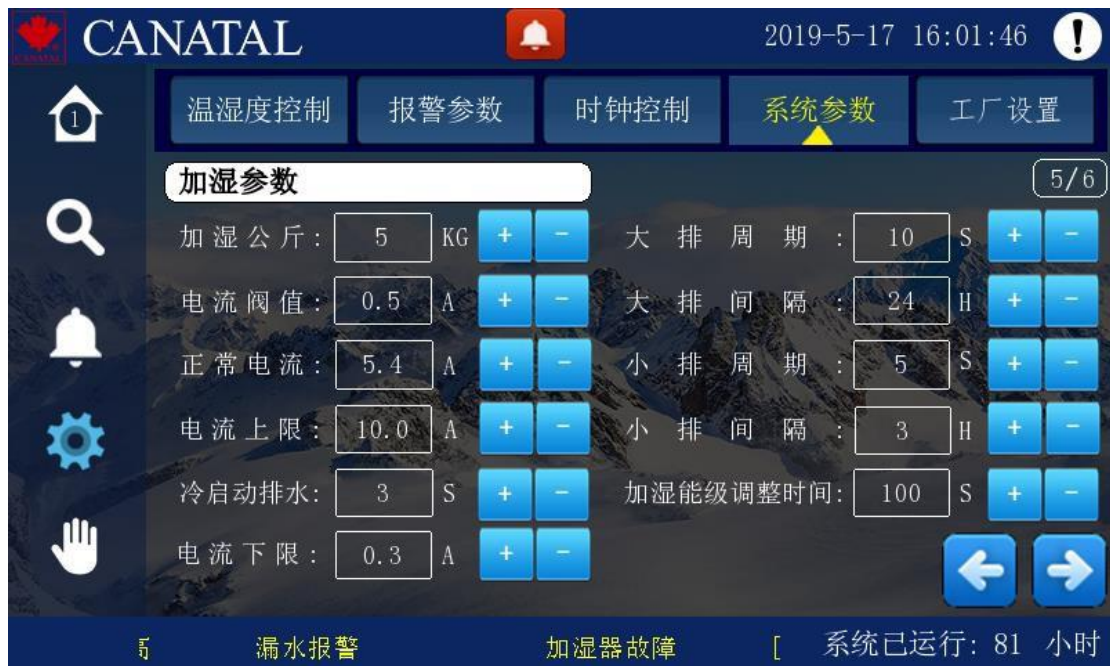 CANATAL 2019-5-17 16:01:46
CANATAL
1 温湿度控制 报警参数 时钟控制 系统参数 工厂设置
加湿参数 5/6
加湿公斤: 5 KG + - 大排周期: 10 S + -
电流阀值: 0.5 A + - 大排间隔: 24 H + -
正常电流: 5.4 A + - 小排周期: 5 S + -
电流上限: 10.0 A + - 小排间隔: 3 H + -
冷启动排水: 3 S + - 加湿能级调整时间: 100 S + -
电流下限: 0.3 A + -
漏水报警 加湿器故障 [ 系统已运行: 81 小时